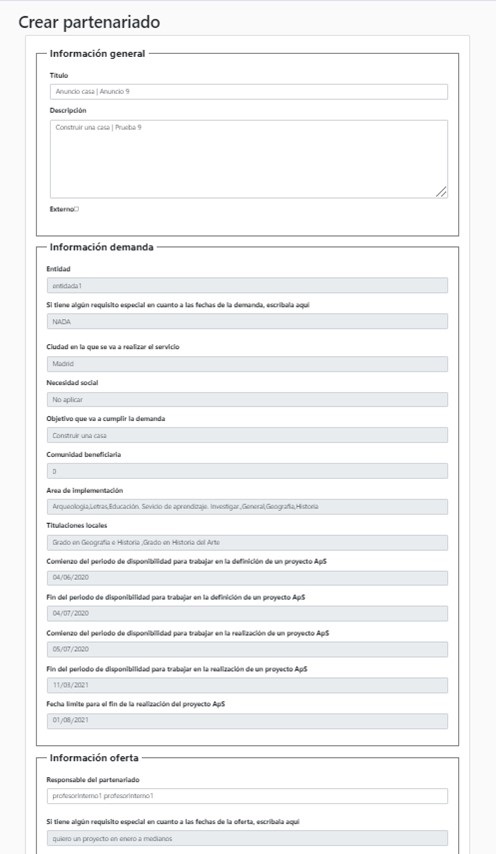 Crear partenariado
Información general
Título
Anuncio casa | Anuncio 9
Descripción
Construir una casa | Prueba 9
Externo
Información demanda
Entidad
entidada1
Si tiene algún requisito especial en cuanto a las fechas de la demanda, escríbala aquí
NADA
Ciudad en la que se va a realizar el servicio
Madrid
Necesidad social
No aplicar
Objetivo que va a cumplir la demanda
Construir una casa
Comunidad beneficiaria
0
Area de implementación
Arqueología,Letras,Educación. Sevicio de aprendizaje. Investigar.,General,Geografía,Historia
Titulaciones locales
Grado en Geografía e Historia ,Grado en Historia del Arte
Comienzo del periodo de disponibilidad para trabajar en la definición de un proyecto ApS
04/06/2020
Fin del periodo de disponibilidad para trabajar en la definición de un proyecto ApS
04/07/2020
Comienzo del periodo de disponibilidad para trabajar en la realización de un proyecto ApS
05/07/2020
Fin del periodo de disponibilidad para trabajar en la realización de un proyecto ApS
11/03/2021
Fecha límite para el fin de la realización del proyecto ApS
01/08/2021
Información oferta
Responsable del partenariado
profesorinterno1 profesorinterno1
Si tiene algún requisito especial en cuanto a las fechas de la oferta, escríbala aquí
quiero un proyecto en enero a medianos